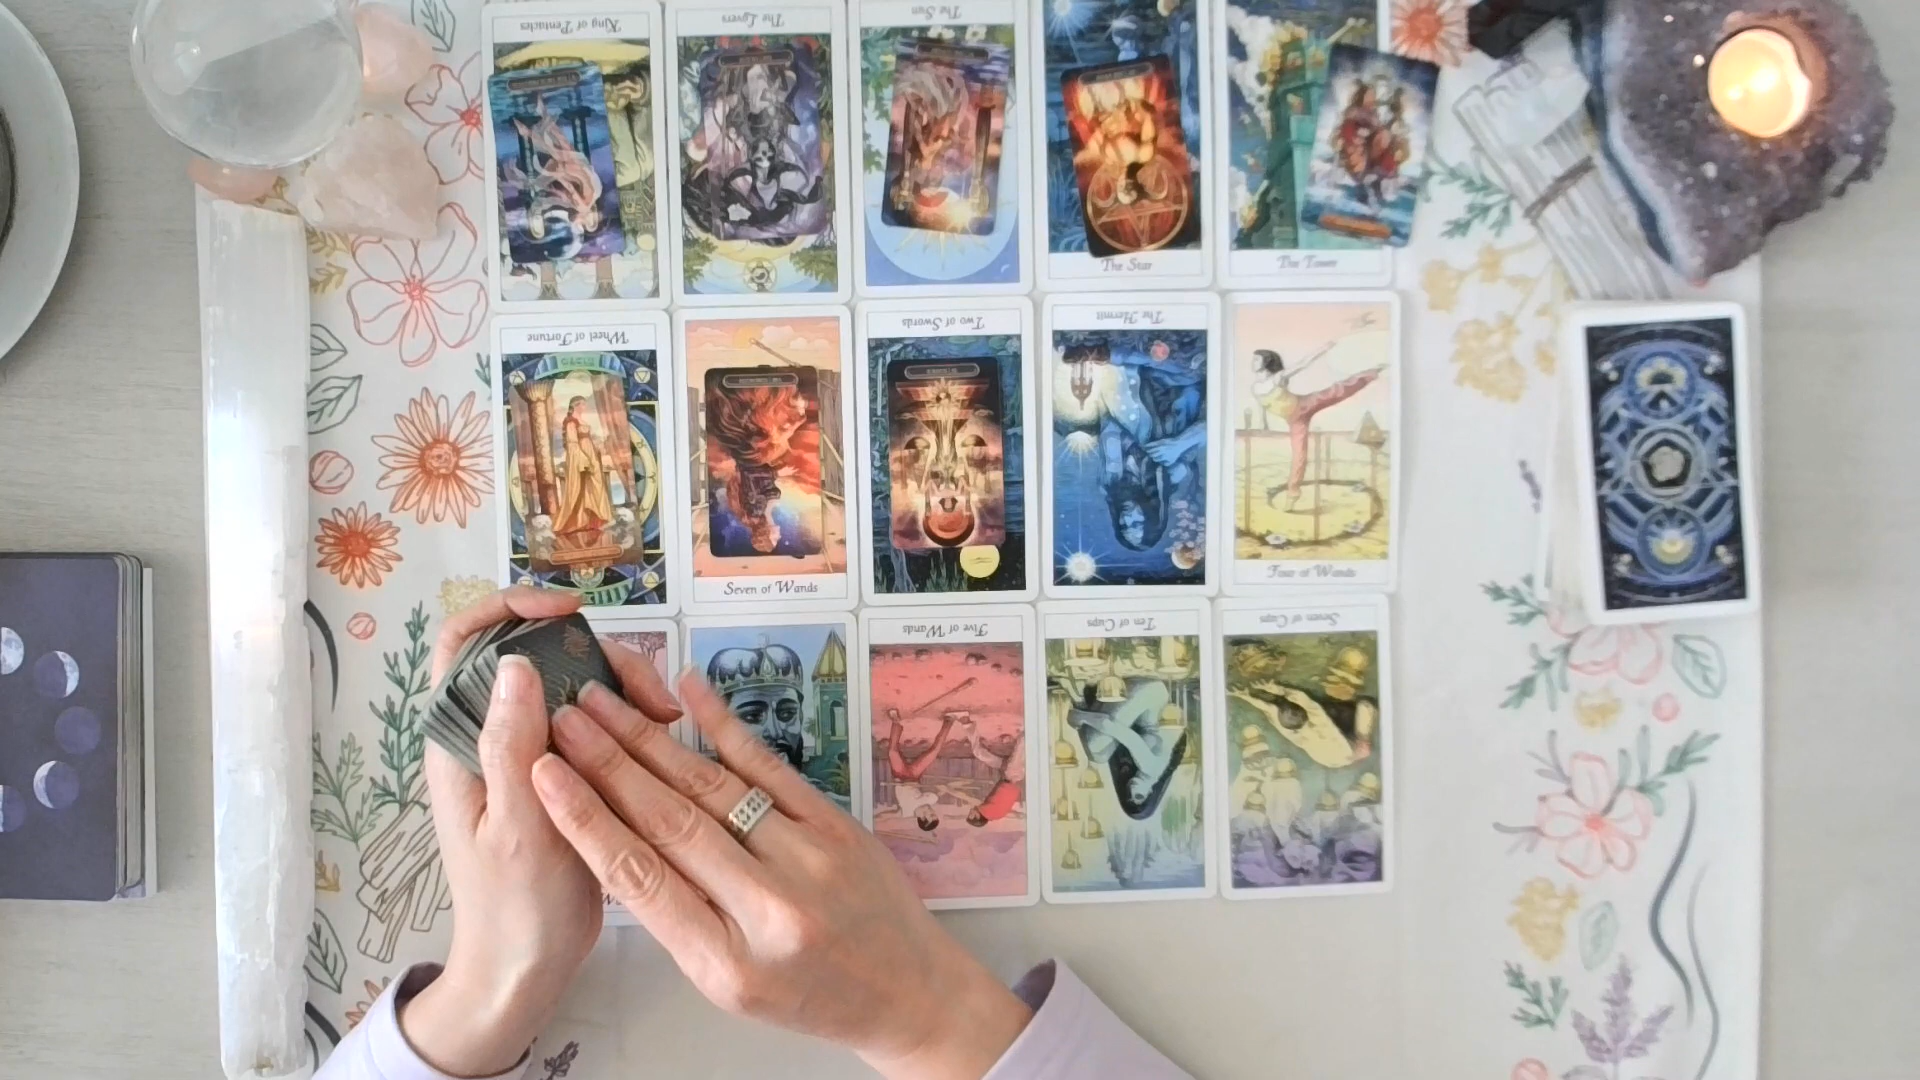 King of Pentacles
The Lovers
The Sun
The Star
The Tower
Wheel of Fortune
Two of Swords
The Hermit
Seven of Wands
Four of Wands
Five of Wands
Ten of Cups
Seven of Cups